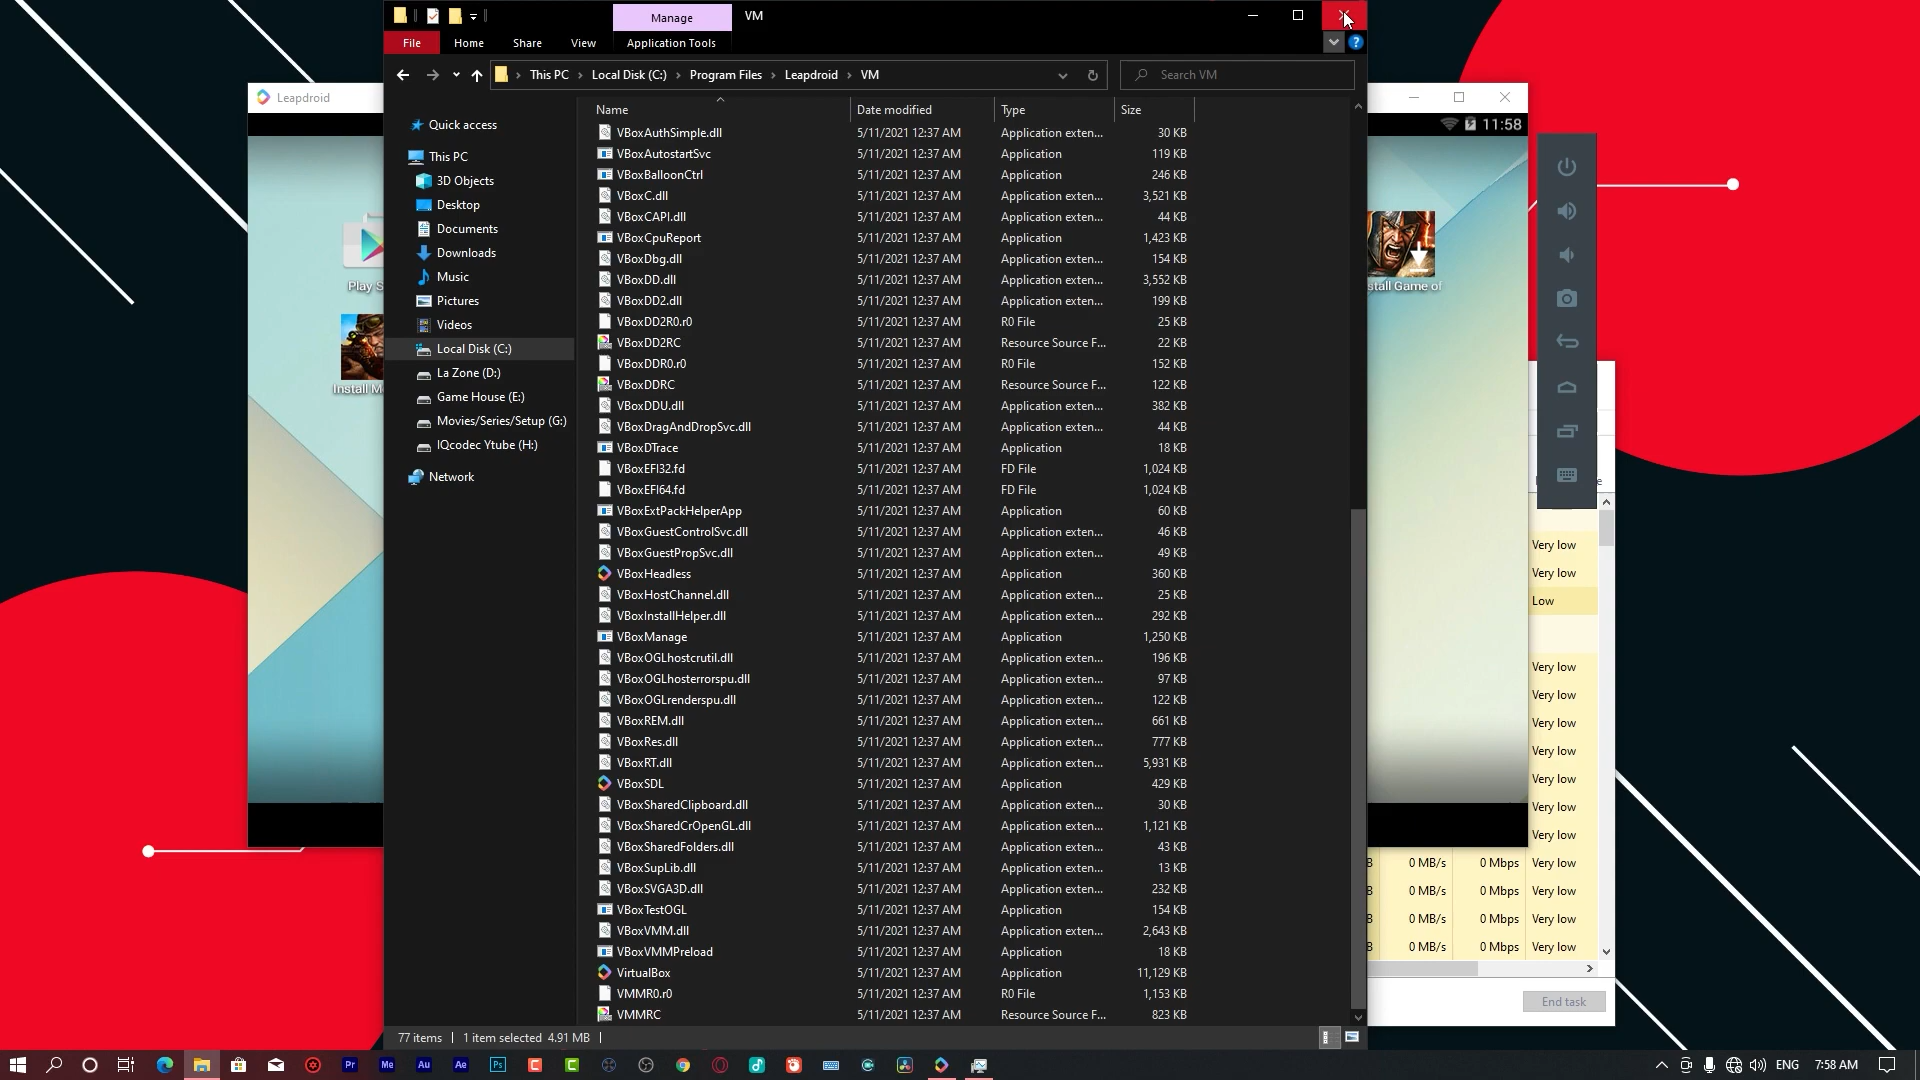 Manage
VM
File
Home
Share
View
Application Tools
This PC
Local Disk (C:)
Program Files
Leapdroid
VM
Search VM
Leapdroid
11:58
Name
Date modified
Type
Size
Quick access
This PC
3D Objects
Desktop
Documents
Downloads
Music
Pictures
Videos
Local Disk (C:)
La Zone (D:)
Game House (E:)
Movies/Series/Setup (G:)
IQcodec Ytube (H:)
Network
VBoxAuthSimple.dll 5/11/2021 12:37 AM Application exten... 30 KB
VBoxAutostartSvc 5/11/2021 12:37 AM Application 119 KB
VBoxBalloonCtrl 5/11/2021 12:37 AM Application 246 KB
VBoxC.dll 5/11/2021 12:37 AM Application exten... 3,521 KB
VBoxCAPI.dll 5/11/2021 12:37 AM Application exten... 44 KB
VBoxCpuReport 5/11/2021 12:37 AM Application 1,423 KB
VBoxDbg.dll 5/11/2021 12:37 AM Application exten... 154 KB
VBoxDD.dll 5/11/2021 12:37 AM Application exten... 3,552 KB
VBoxDD2.dll 5/11/2021 12:37 AM Application exten... 199 KB
VBoxDD2R0.r0 5/11/2021 12:37 AM R0 File 25 KB
VBoxDD2RC 5/11/2021 12:37 AM Resource Source F... 22 KB
VBoxDDR0.r0 5/11/2021 12:37 AM R0 File 152 KB
VBoxDDRC 5/11/2021 12:37 AM Resource Source F... 122 KB
VBoxDDU.dll 5/11/2021 12:37 AM Application exten... 382 KB
VBoxDragAndDropSvc.dll 5/11/2021 12:37 AM Application exten... 44 KB
VBoxDTrace 5/11/2021 12:37 AM Application 18 KB
VBoxEFI32.fd 5/11/2021 12:37 AM FD File 1,024 KB
VBoxEFI64.fd 5/11/2021 12:37 AM FD File 1,024 KB
VBoxExtPackHelperApp 5/11/2021 12:37 AM Application 60 KB
VBoxGuestControlSvc.dll 5/11/2021 12:37 AM Application exten... 46 KB
VBoxGuestPropSvc.dll 5/11/2021 12:37 AM Application exten... 49 KB
VBoxHeadless 5/11/2021 12:37 AM Application 360 KB
VBoxHostChannel.dll 5/11/2021 12:37 AM Application exten... 25 KB
VBoxInstallHelper.dll 5/11/2021 12:37 AM Application exten... 292 KB
VBoxManage 5/11/2021 12:37 AM Application 1,250 KB
VBoxOGLhostcrutil.dll 5/11/2021 12:37 AM Application exten... 196 KB
VBoxOGLhosterrorspu.dll 5/11/2021 12:37 AM Application exten... 97 KB
VBoxOGLrenderspu.dll 5/11/2021 12:37 AM Application exten... 122 KB
VBoxREM.dll 5/11/2021 12:37 AM Application exten... 661 KB
VBoxRes.dll 5/11/2021 12:37 AM Application exten... 777 KB
VBoxRT.dll 5/11/2021 12:37 AM Application exten... 5,931 KB
VBoxSDL 5/11/2021 12:37 AM Application 429 KB
VBoxSharedClipboard.dll 5/11/2021 12:37 AM Application exten... 30 KB
VBoxSharedCrOpenGL.dll 5/11/2021 12:37 AM Application exten... 1,121 KB
VBoxSharedFolders.dll 5/11/2021 12:37 AM Application exten... 43 KB
VBoxSupLib.dll 5/11/2021 12:37 AM Application exten... 13 KB
VBoxSVGA3D.dll 5/11/2021 12:37 AM Application exten... 232 KB
VBoxTestOGL 5/11/2021 12:37 AM Application 154 KB
VBoxVMM.dll 5/11/2021 12:37 AM Application exten... 2,643 KB
VBoxVMMPreload 5/11/2021 12:37 AM Application 18 KB
VirtualBox 5/11/2021 12:37 AM Application 11,129 KB
VMMR0.r0 5/11/2021 12:37 AM R0 File 1,153 KB
VMMRC 5/11/2021 12:37 AM Resource Source F... 823 KB
77 items
1 item selected 4.91 MB
Play S
Install M
stall Game of
Very low
Very low
Low
Very low
Very low
Very low
Very low
Very low
Very low
Very low
0 MB/s 0 Mbps Very low
0 MB/s 0 Mbps Very low
0 MB/s 0 Mbps Very low
0 MB/s 0 Mbps Very low
End task
Pr
Me
Au
Ae
Ps
ENG
7:58 AM